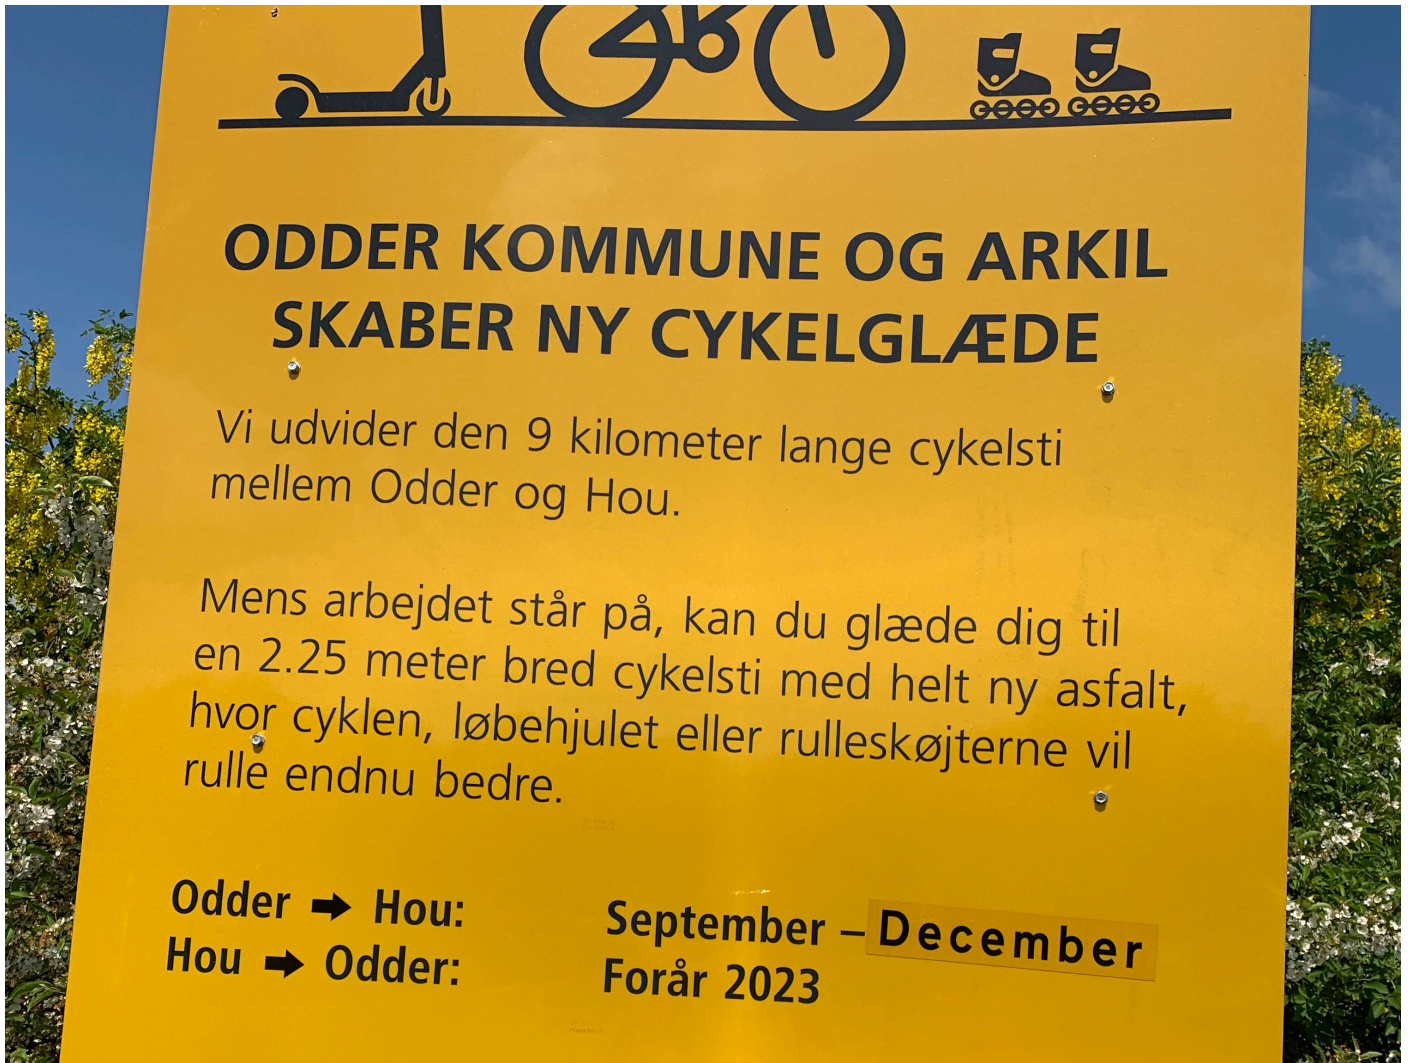 ODDER KOMMUNE OG ARKIL
SKABER NY CYKELGLÆDE
Vi udvider den 9 kilometer lange cykelsti
mellem Odder og Hou.
Mens arbejdet står på, kan du glæde dig til
en 2.25 meter bred cykelsti med helt ny asfalt,
hvor cyklen, løbehjulet eller rulleskøjterne vil
rulle endnu bedre.
Odder ➡ Hou: September – December
Hou ➡ Odder: Forår 2023